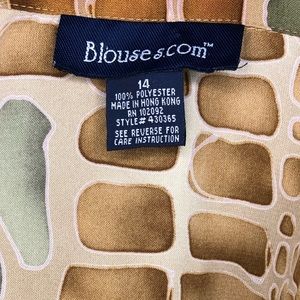 Blouses.com™
14
100% POLYESTER
MADE IN HONG KONG
RN 102092
STYLE# 430365
SEE REVERSE FOR
CARE INSTRUCTION